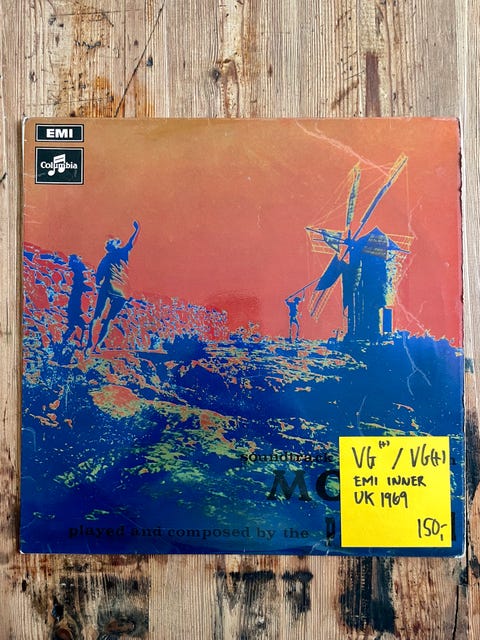 EMI
Columbia
soundtrack
MO
played and composed by the
VG(+) / VG(+)
EMI INNER
UK 1969
150,-